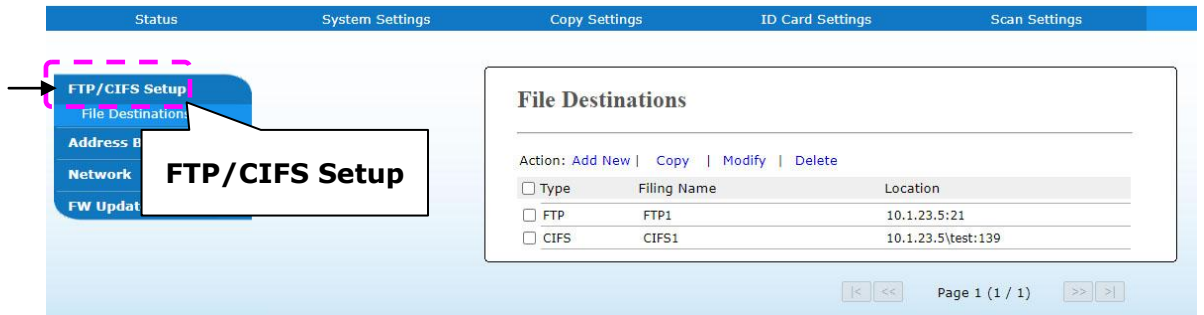 Status System Settings Copy Settings ID Card Settings Scan Settings
FTP/CIFS Setup
File Destinations
Address B
Network
FW Updat
FTP/CIFS Setup
File Destinations
Action: Add New | Copy | Modify | Delete
Type Filing Name Location
FTP FTP1 10.1.23.5:21
CIFS CIFS1 10.1.23.5\test:139
|< << Page 1 (1 / 1) >> >|